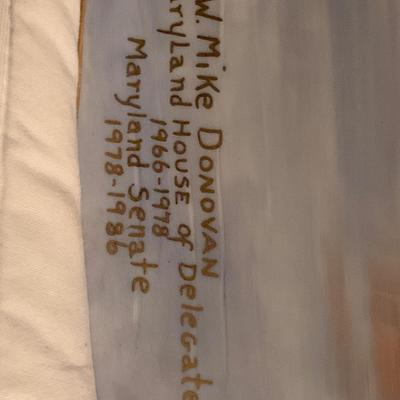 W. MiKe DONOVAN
aryland HOUSE of Delegate
1966-1978
Maryland Senate
1978-1986